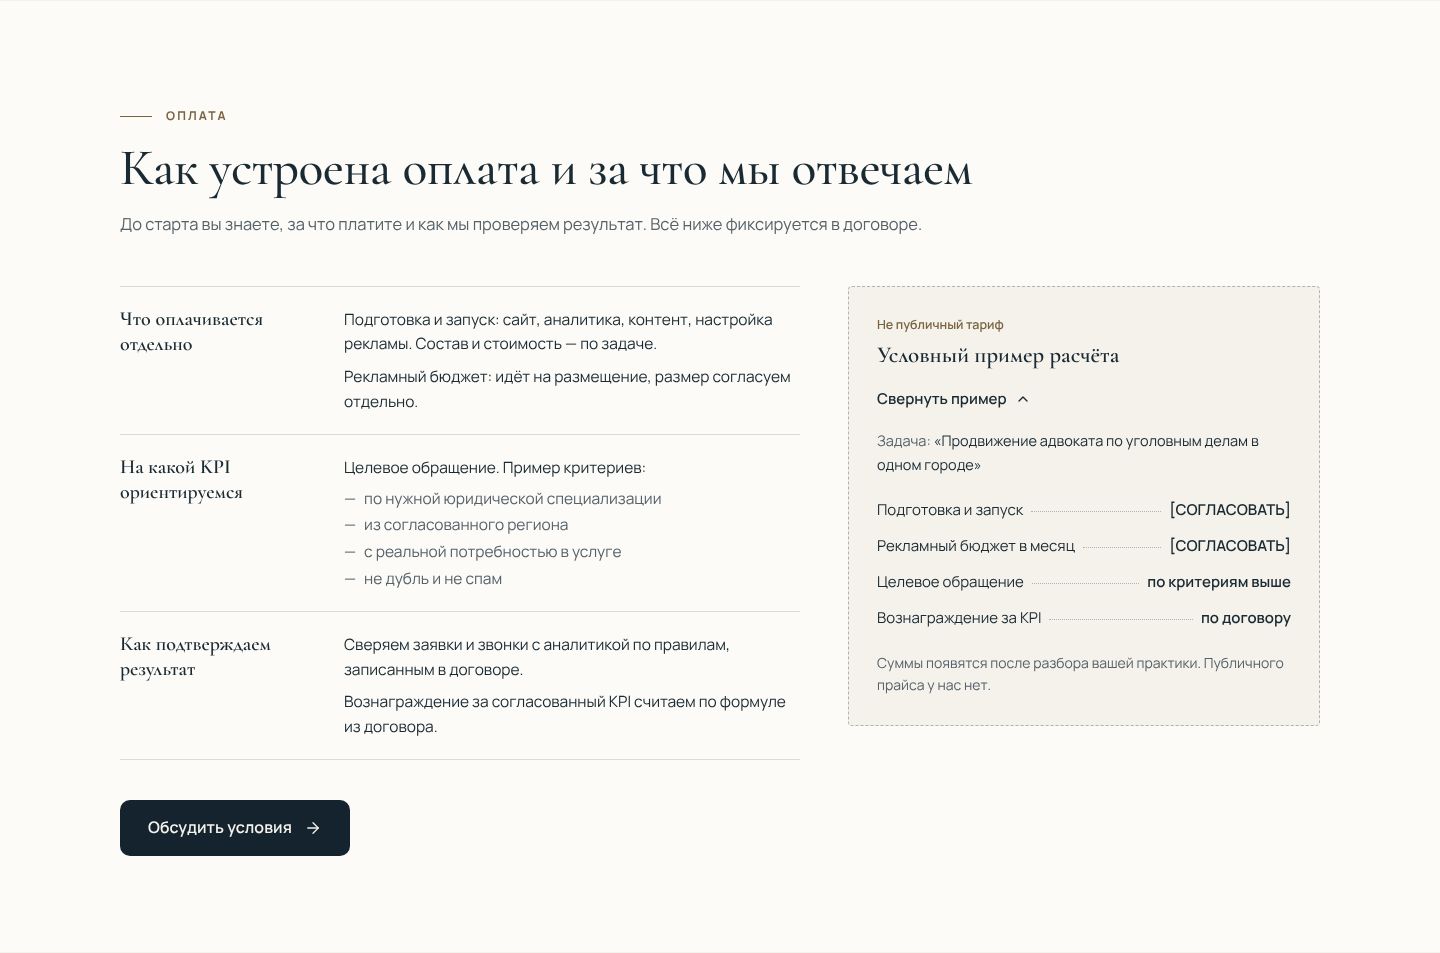 ОПЛАТА
Как устроена оплата и за что мы отвечаем
До старта вы знаете, за что платите и как мы проверяем результат. Всё ниже фиксируется в договоре.
Что оплачивается
отдельно
Подготовка и запуск: сайт, аналитика, контент, настройка
рекламы. Состав и стоимость — по задаче.
Рекламный бюджет: идёт на размещение, размер согласуем
отдельно.
На какой KPI
ориентируемся
Целевое обращение. Пример критериев:
— по нужной юридической специализации
— из согласованного региона
— с реальной потребностью в услуге
— не дубль и не спам
Как подтверждаем
результат
Сверяем заявки и звонки с аналитикой по правилам,
записанным в договоре.
Вознаграждение за согласованный KPI считаем по формуле
из договора.
Обсудить условия →
Не публичный тариф
Условный пример расчёта
Свернуть пример
Задача: «Продвижение адвоката по уголовным делам в
одном городе»
Подготовка и запуск [СОГЛАСОВАТЬ]
Рекламный бюджет в месяц [СОГЛАСОВАТЬ]
Целевое обращение по критериям выше
Вознаграждение за KPI по договору
Суммы появятся после разбора вашей практики. Публичного
прайса у нас нет.